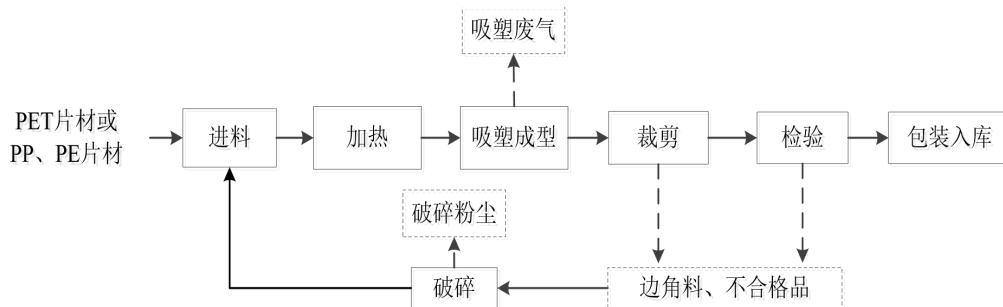 吸塑废气
PET片材或
PP、PE片材
进料
加热
吸塑成型
裁剪
检验
包装入库
破碎粉尘
破碎
边角料、不合格品